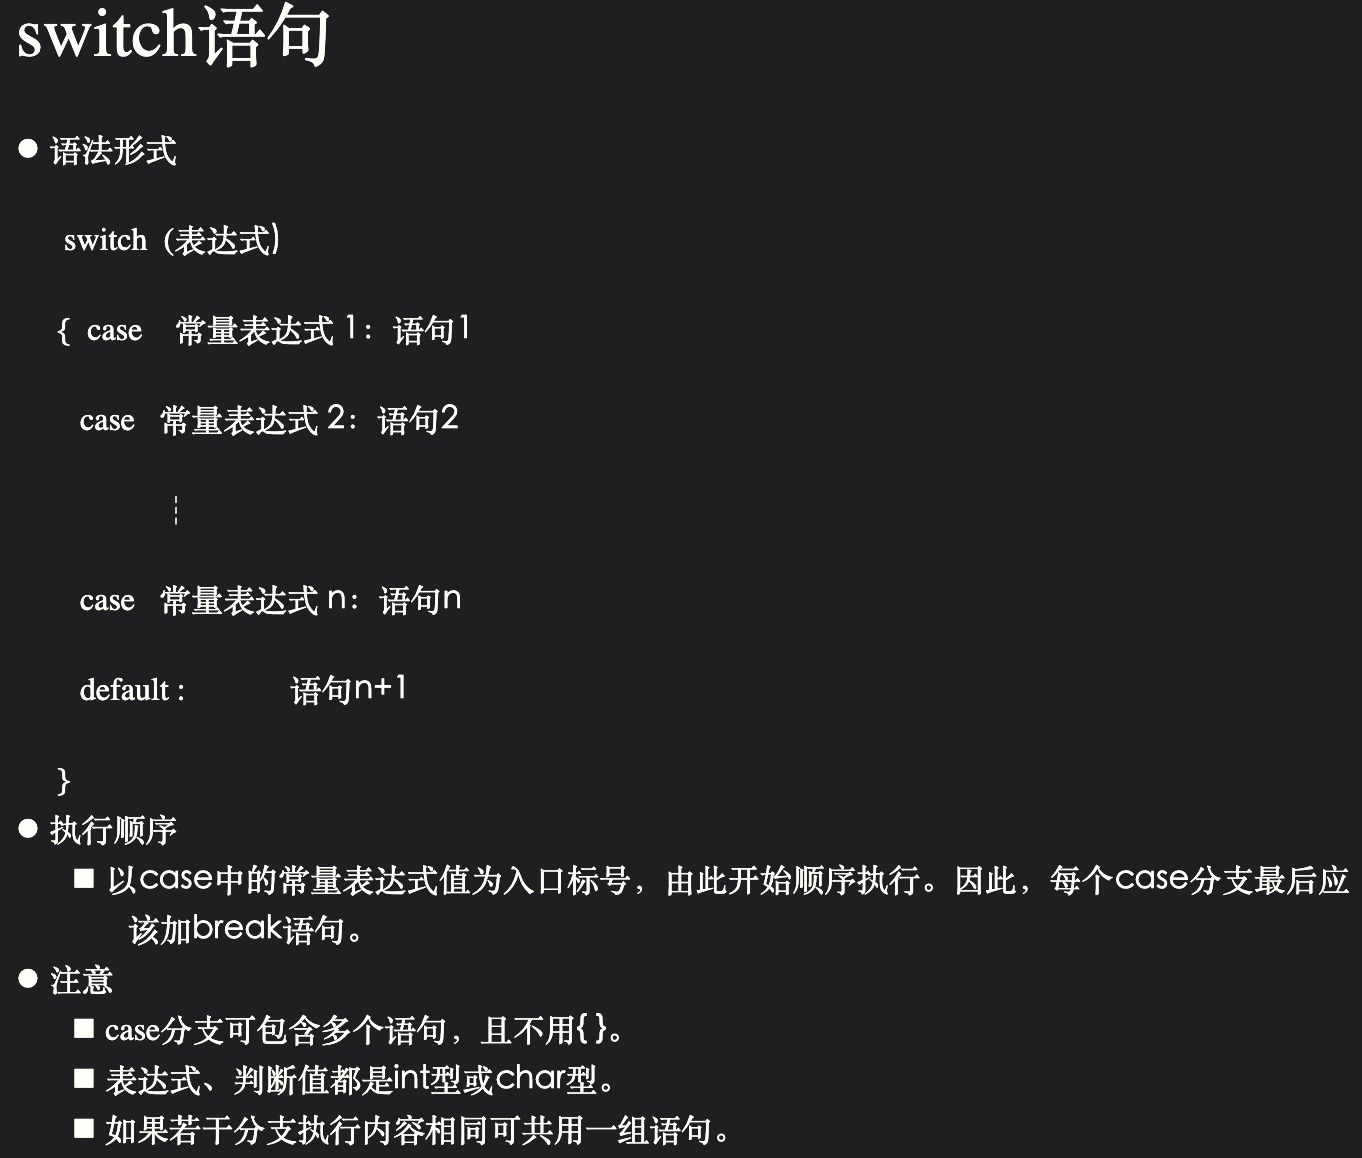 switch语句
● 语法形式
switch (表达式)
{ case 常量表达式 1：语句1
case 常量表达式 2：语句2
┆
case 常量表达式 n：语句n
default : 语句n+1
}
● 执行顺序
■ 以case中的常量表达式值为入口标号，由此开始顺序执行。因此，每个case分支最后应
该加break语句。
● 注意
■ case分支可包含多个语句，且不用{ }。
■ 表达式、判断值都是int型或char型。
■ 如果若干分支执行内容相同可共用一组语句。